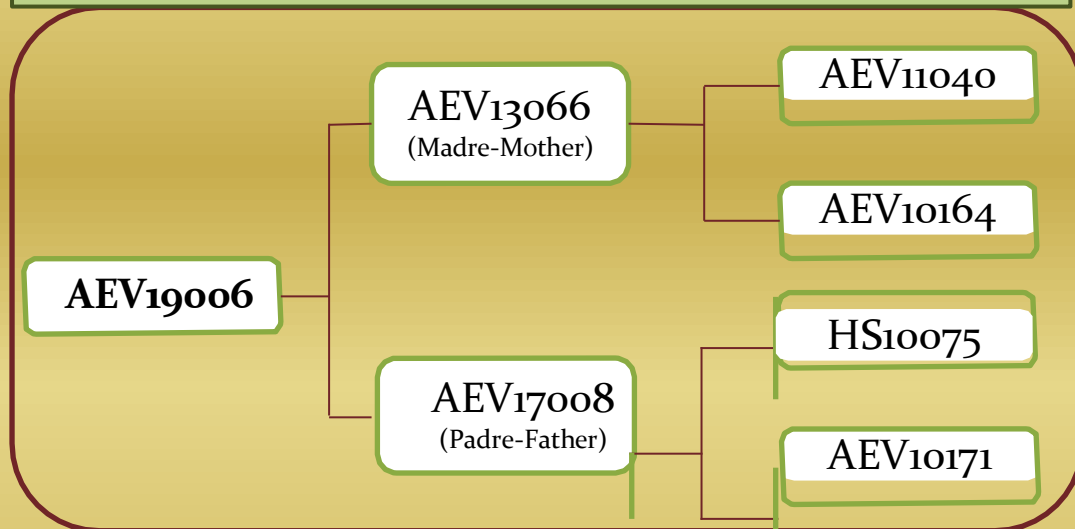 AEV19006
AEV13066
(Madre-Mother)
AEV17008
(Padre-Father)
AEV11040
AEV10164
HS10075
AEV10171